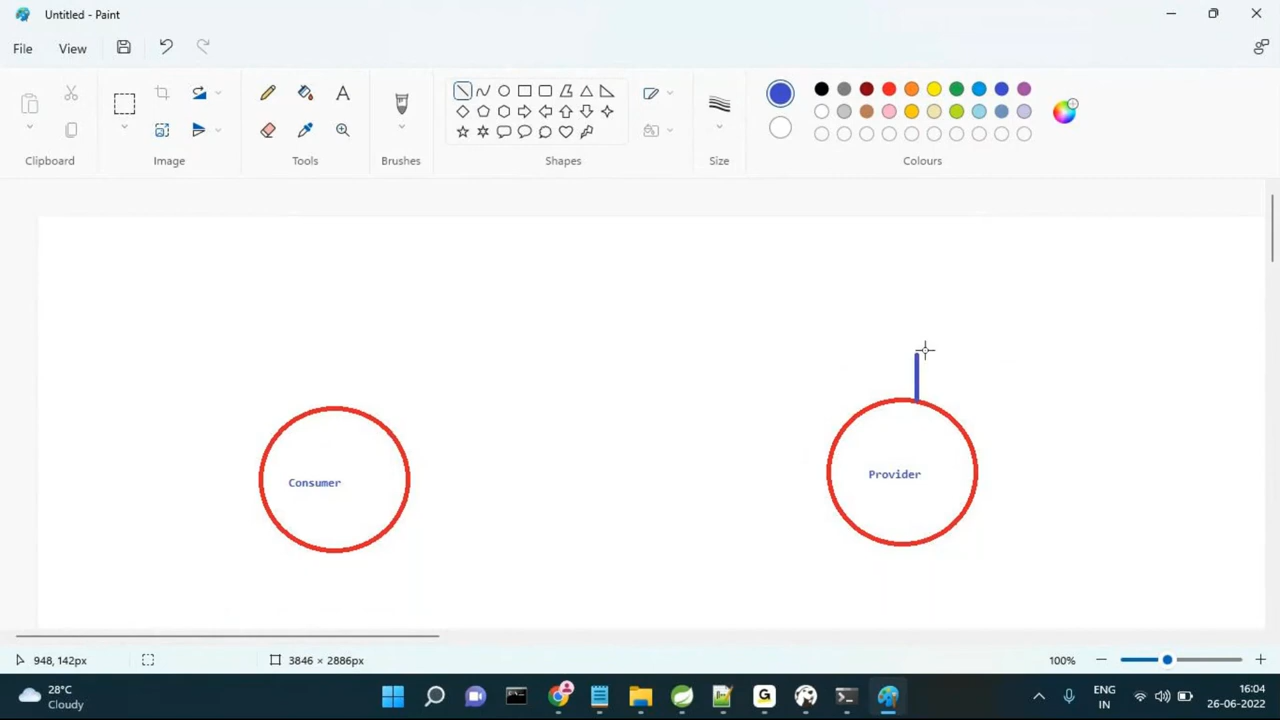 Untitled - Paint
File
View
Clipboard
Image
Tools
Brushes
Shapes
Size
Colours
Consumer
Provider
948, 142px
3846 × 2886px
100%
28°C
Cloudy
ENG
IN
16:04
26-06-2022